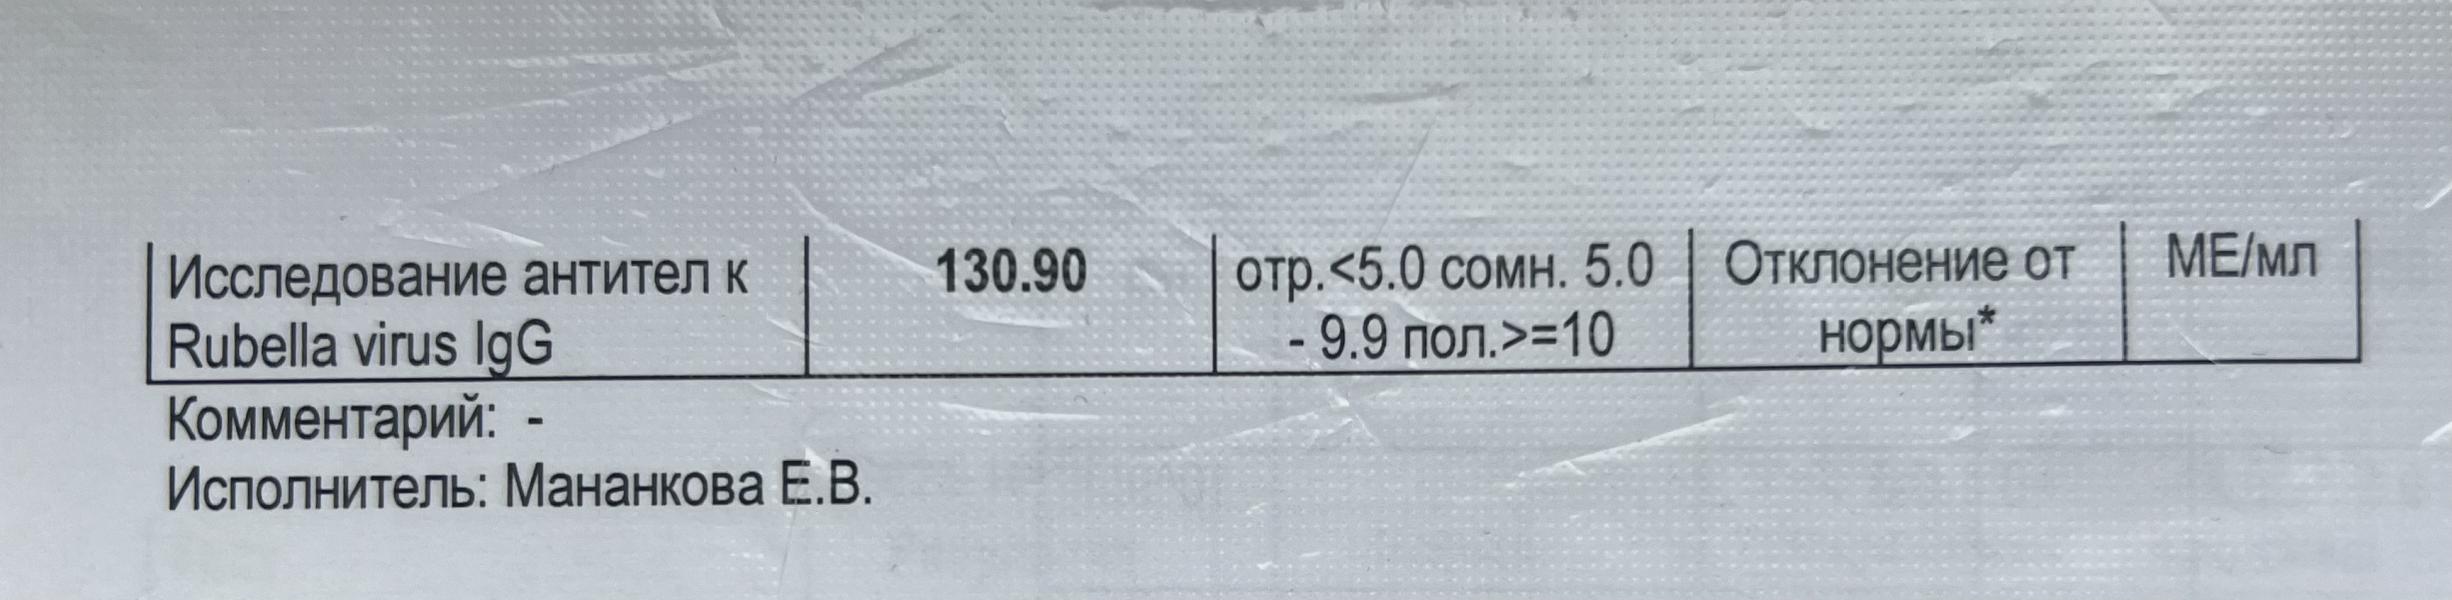 Исследование антител к
Rubella virus IgG
130.90
отр.<5.0 сомн. 5.0
- 9.9 пол.>=10
Отклонение от
нормы*
МЕ/мл
Комментарий: -
Исполнитель: Мананкова Е.В.